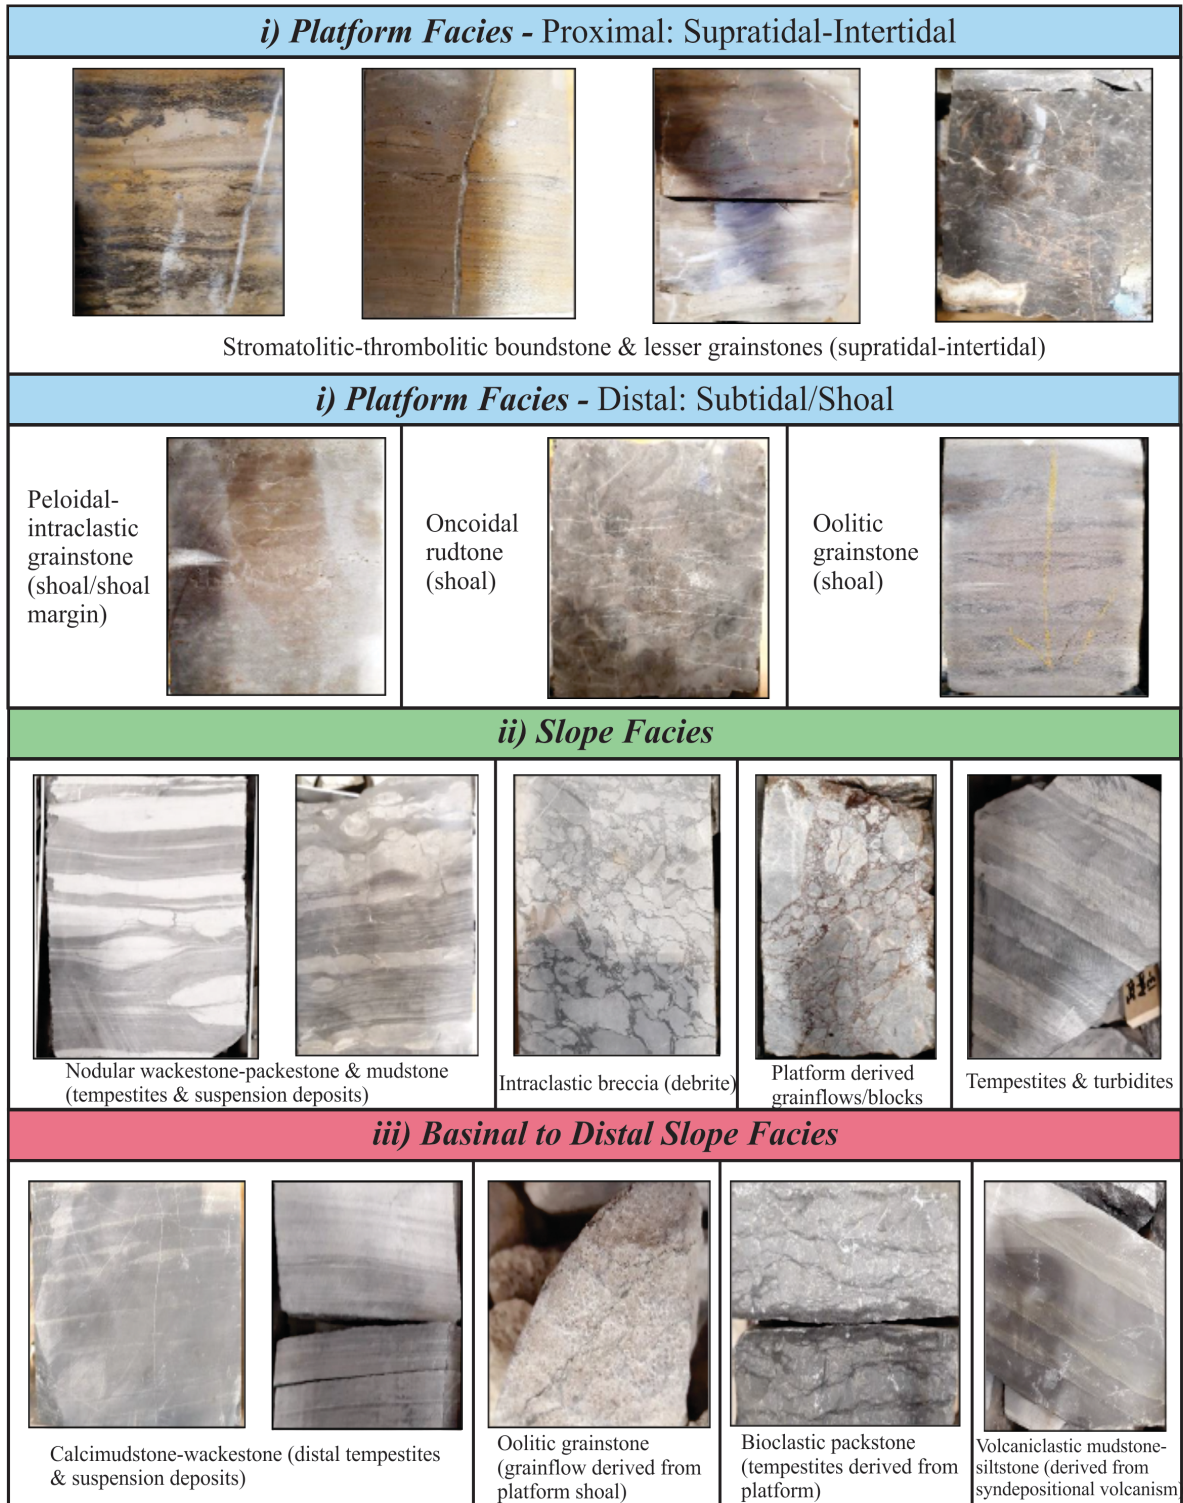 i) Platform Facies - Proximal: Supratidal-Intertidal
Stromatolitic-thrombolitic boundstone & lesser grainstones (supratidal-intertidal)
i) Platform Facies - Distal: Subtidal/Shoal
Peloidal-
intraclastic
grainstone
(shoal/shoal
margin)
Oncoidal
rudtone
(shoal)
Oolitic
grainstone
(shoal)
ii) Slope Facies
Nodular wackestone-packestone & mudstone
(tempestites & suspension deposits)
Intraclastic breccia (debrite)
Platform derived
grainflows/blocks
Tempestites & turbidites
iii) Basinal to Distal Slope Facies
Calcimudstone-wackestone (distal tempestites
& suspension deposits)
Oolitic grainstone
(grainflow derived from
platform shoal)
Bioclastic packstone
(tempestites derived from
platform)
Volcaniclastic mudstone-
siltstone (derived from
syndepositional volcanism)